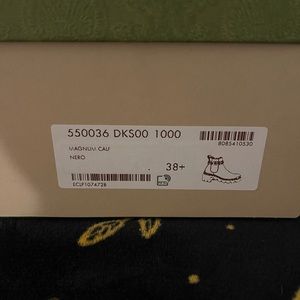 550036 DKS00 1000
8085410530
MAGNUM CALF
NERO
38+
ECLF1074728